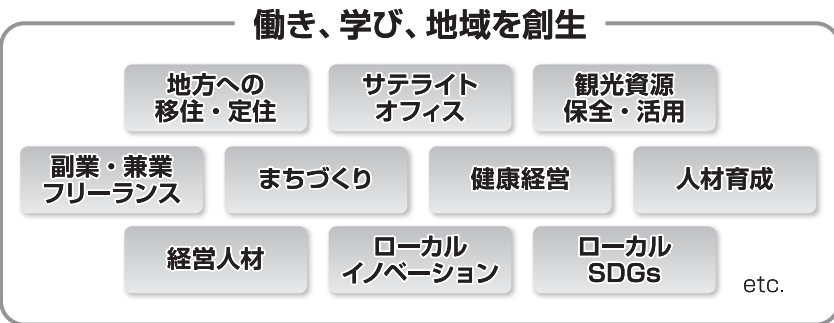 働き、学び、地域を創生
地方への
移住・定住
サテライト
オフィス
観光資源
保全・活用
副業・兼業
フリーランス
まちづくり
健康経営
人材育成
経営人材
ローカル
イノベーション
ローカル
SDGs
etc.